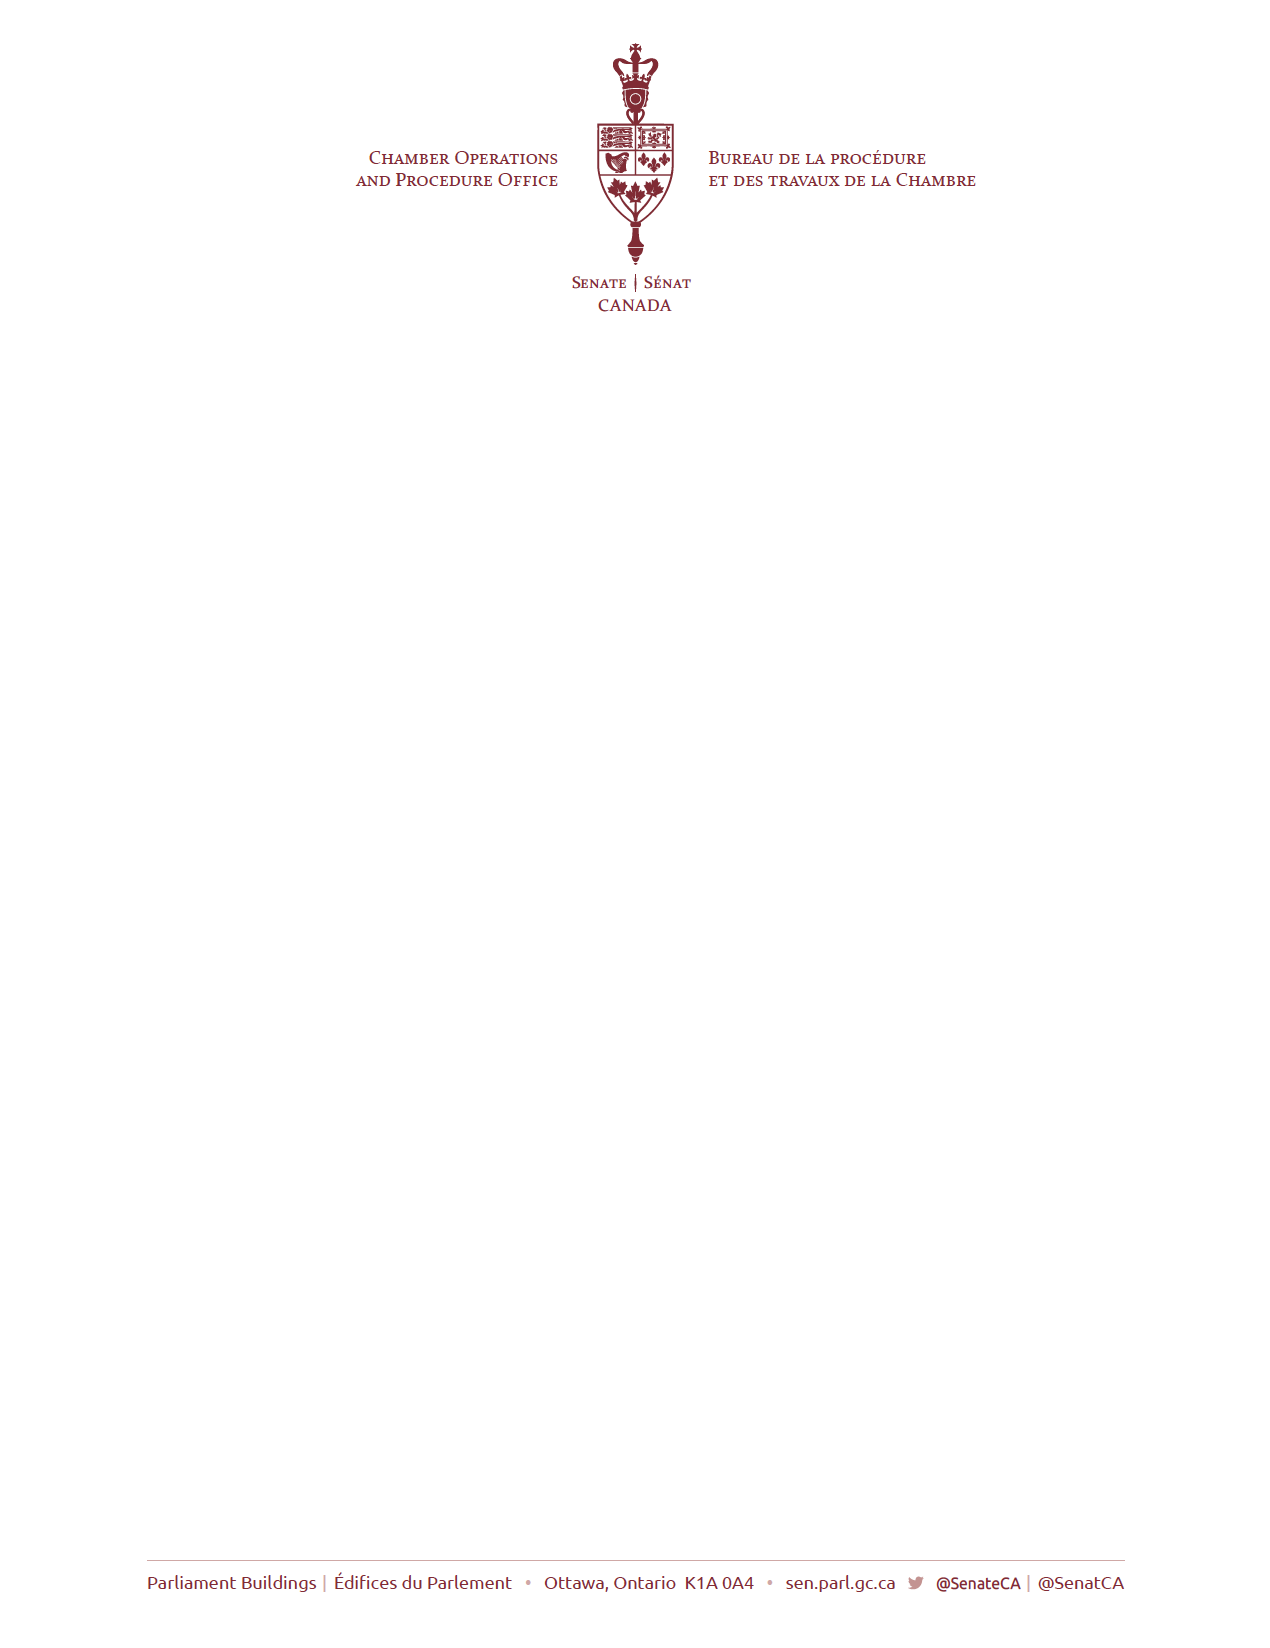 Chamber Operations
and Procedure Office
Bureau de la procédure
et des travaux de la Chambre
Senate | Sénat
CANADA
Parliament Buildings | Édifices du Parlement • Ottawa, Ontario K1A 0A4 • sen.parl.gc.ca @SenateCA | @SenatCA